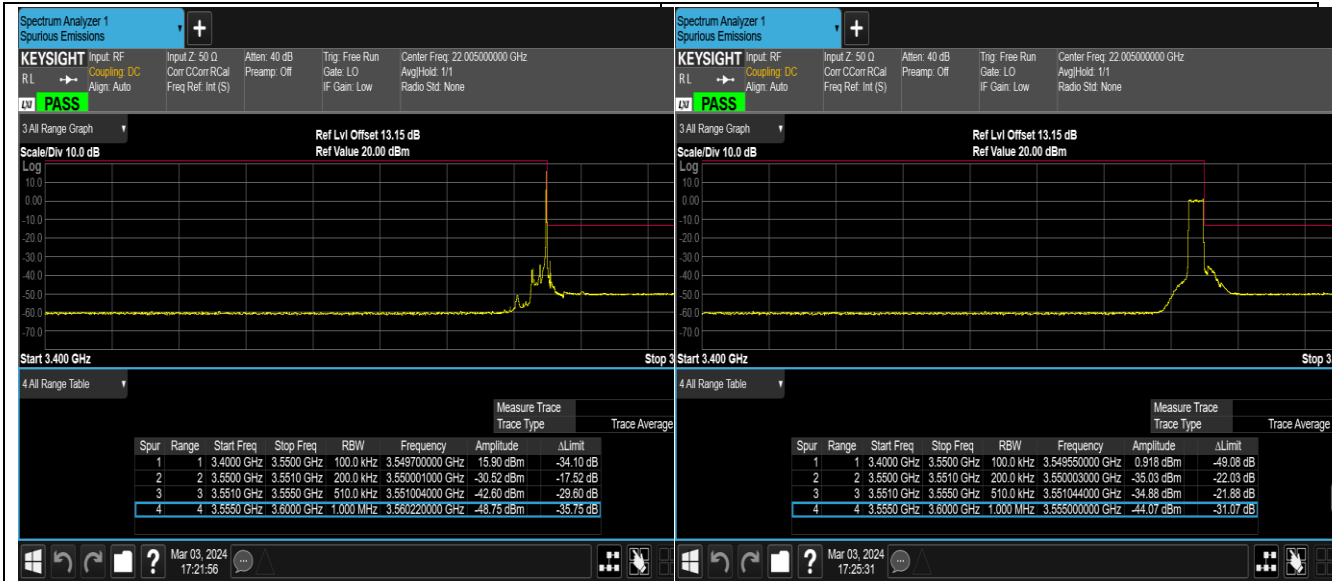 Spectrum Analyzer 1
Spurious Emissions
+
KEYSIGHT Input: RF Input Z: 50 Ω Atten: 40 dB Trig: Free Run Center Freq: 22.005000000 GHz
R L Coupling: DC Corr CCorr RCal Preamp: Off Gate: LO Avg|Hold: 1/1
Align: Auto Freq Ref: Int (S) IF Gain: Low Radio Std: None
LXI PASS
3 All Range Graph
Ref Lvl Offset 13.15 dB
Scale/Div 10.0 dB Ref Value 20.00 dBm
Log
10.0
0.00
-10.0
-20.0
-30.0
-40.0
-50.0
-60.0
-70.0
Start 3.400 GHz Stop 3
4 All Range Table
Measure Trace
Trace Type Trace Average
Spur Range Start Freq Stop Freq RBW Frequency Amplitude ΔLimit
1 1 3.4000 GHz 3.5500 GHz 100.0 kHz 3.549700000 GHz 15.90 dBm -34.10 dB
2 2 3.5500 GHz 3.5510 GHz 200.0 kHz 3.550001000 GHz -30.52 dBm -17.52 dB
3 3 3.5510 GHz 3.5550 GHz 510.0 kHz 3.551004000 GHz -42.60 dBm -29.60 dB
4 4 3.5550 GHz 3.6000 GHz 1.000 MHz 3.560220000 GHz -48.75 dBm -35.75 dB
?
Mar 03, 2024
17:21:56
Spectrum Analyzer 1
Spurious Emissions
+
KEYSIGHT Input: RF Input Z: 50 Ω Atten: 40 dB Trig: Free Run Center Freq: 22.005000000 GHz
R L Coupling: DC Corr CCorr RCal Preamp: Off Gate: LO Avg|Hold: 1/1
Align: Auto Freq Ref: Int (S) IF Gain: Low Radio Std: None
LXI PASS
3 All Range Graph
Ref Lvl Offset 13.15 dB
Scale/Div 10.0 dB Ref Value 20.00 dBm
Log
10.0
0.00
-10.0
-20.0
-30.0
-40.0
-50.0
-60.0
-70.0
Start 3.400 GHz Stop 3.
4 All Range Table
Measure Trace
Trace Type Trace Average
Spur Range Start Freq Stop Freq RBW Frequency Amplitude ΔLimit
1 1 3.4000 GHz 3.5500 GHz 100.0 kHz 3.549550000 GHz 0.918 dBm -49.08 dB
2 2 3.5500 GHz 3.5510 GHz 200.0 kHz 3.550003000 GHz -35.03 dBm -22.03 dB
3 3 3.5510 GHz 3.5550 GHz 510.0 kHz 3.551044000 GHz -34.88 dBm -21.88 dB
4 4 3.5550 GHz 3.6000 GHz 1.000 MHz 3.555000000 GHz -44.07 dBm -31.07 dB
?
Mar 03, 2024
17:25:31